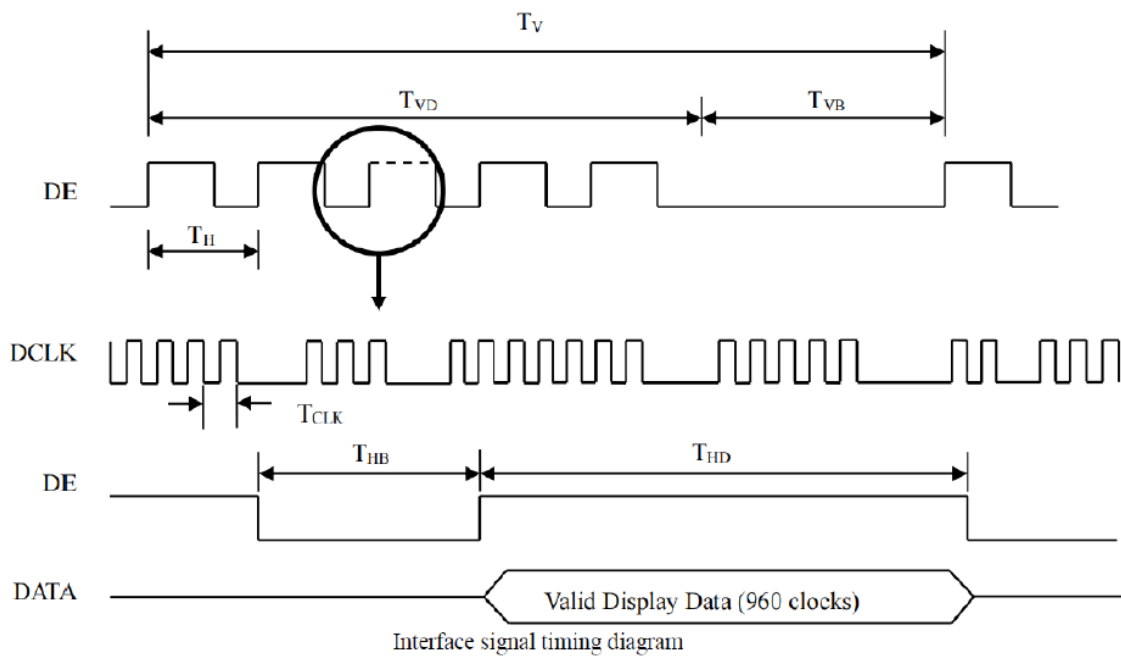 TV
TVD
TVB
DE
TH
DCLK
TCLK
THB
THD
DE
DATA
Valid Display Data (960 clocks)
Interface signal timing diagram